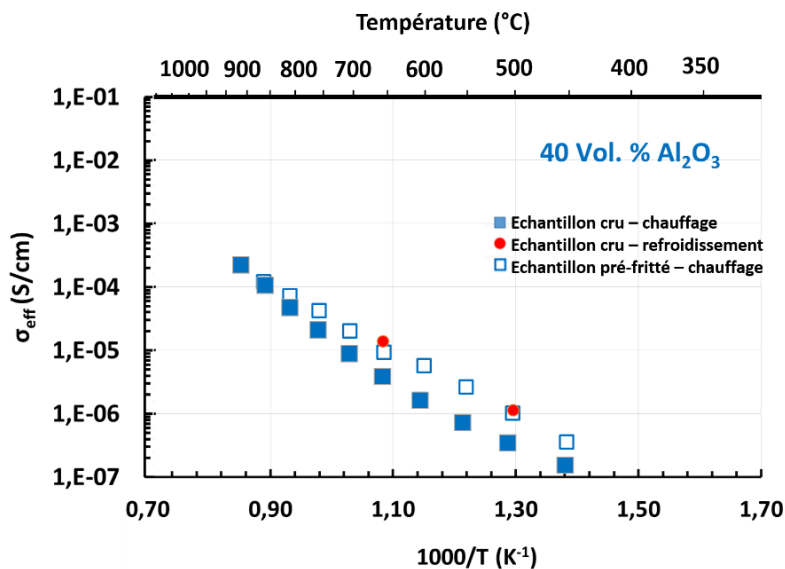 Température (°C)
1000 900 800 700 600 500 400 350
1,E-01
40 Vol. % Al₂O₃
1,E-02
1,E-03
Echantillon cru – chauffage
Echantillon cru – refroidissement
Echantillon pré-fritté – chauffage
1,E-04
σeff (S/cm)
1,E-05
1,E-06
1,E-07
0,70 0,90 1,10 1,30 1,50 1,70
1000/T (K⁻¹)